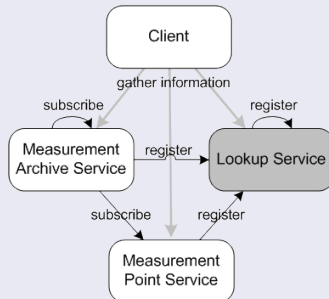 Client
gather information
subscribe
register
Measurement
Archive Service
register
Lookup Service
subscribe
register
Measurement
Point Service